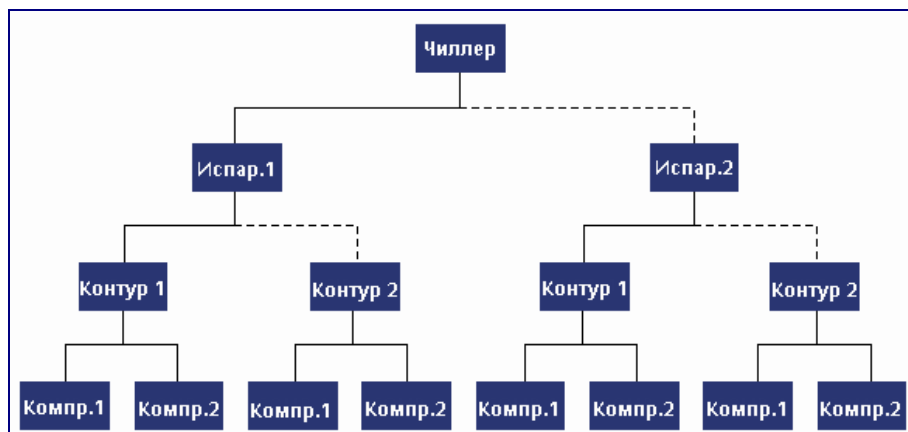 Чиллер
Испар.1
Испар.2
Контур 1
Контур 2
Контур 1
Контур 2
Компр.1
Компр.2
Компр.1
Компр.2
Компр.1
Компр.2
Компр.1
Компр.2